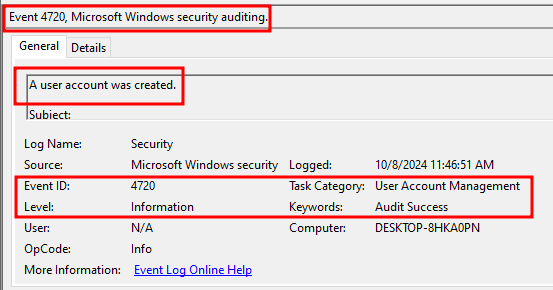 Event 4720, Microsoft Windows security auditing.
General Details
A user account was created.
Subject:
Log Name: Security
Source: Microsoft Windows security Logged: 10/8/2024 11:46:51 AM
Event ID: 4720 Task Category: User Account Management
Level: Information Keywords: Audit Success
User: N/A Computer: DESKTOP-8HKA0PN
OpCode: Info
More Information: Event Log Online Help